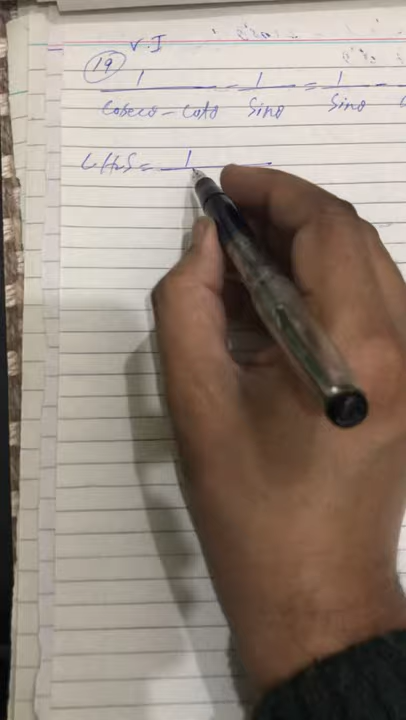 V.I
19 1/(Cosecθ - Cotθ) - 1/Sinθ = 1/Sinθ -
LHS = 1/